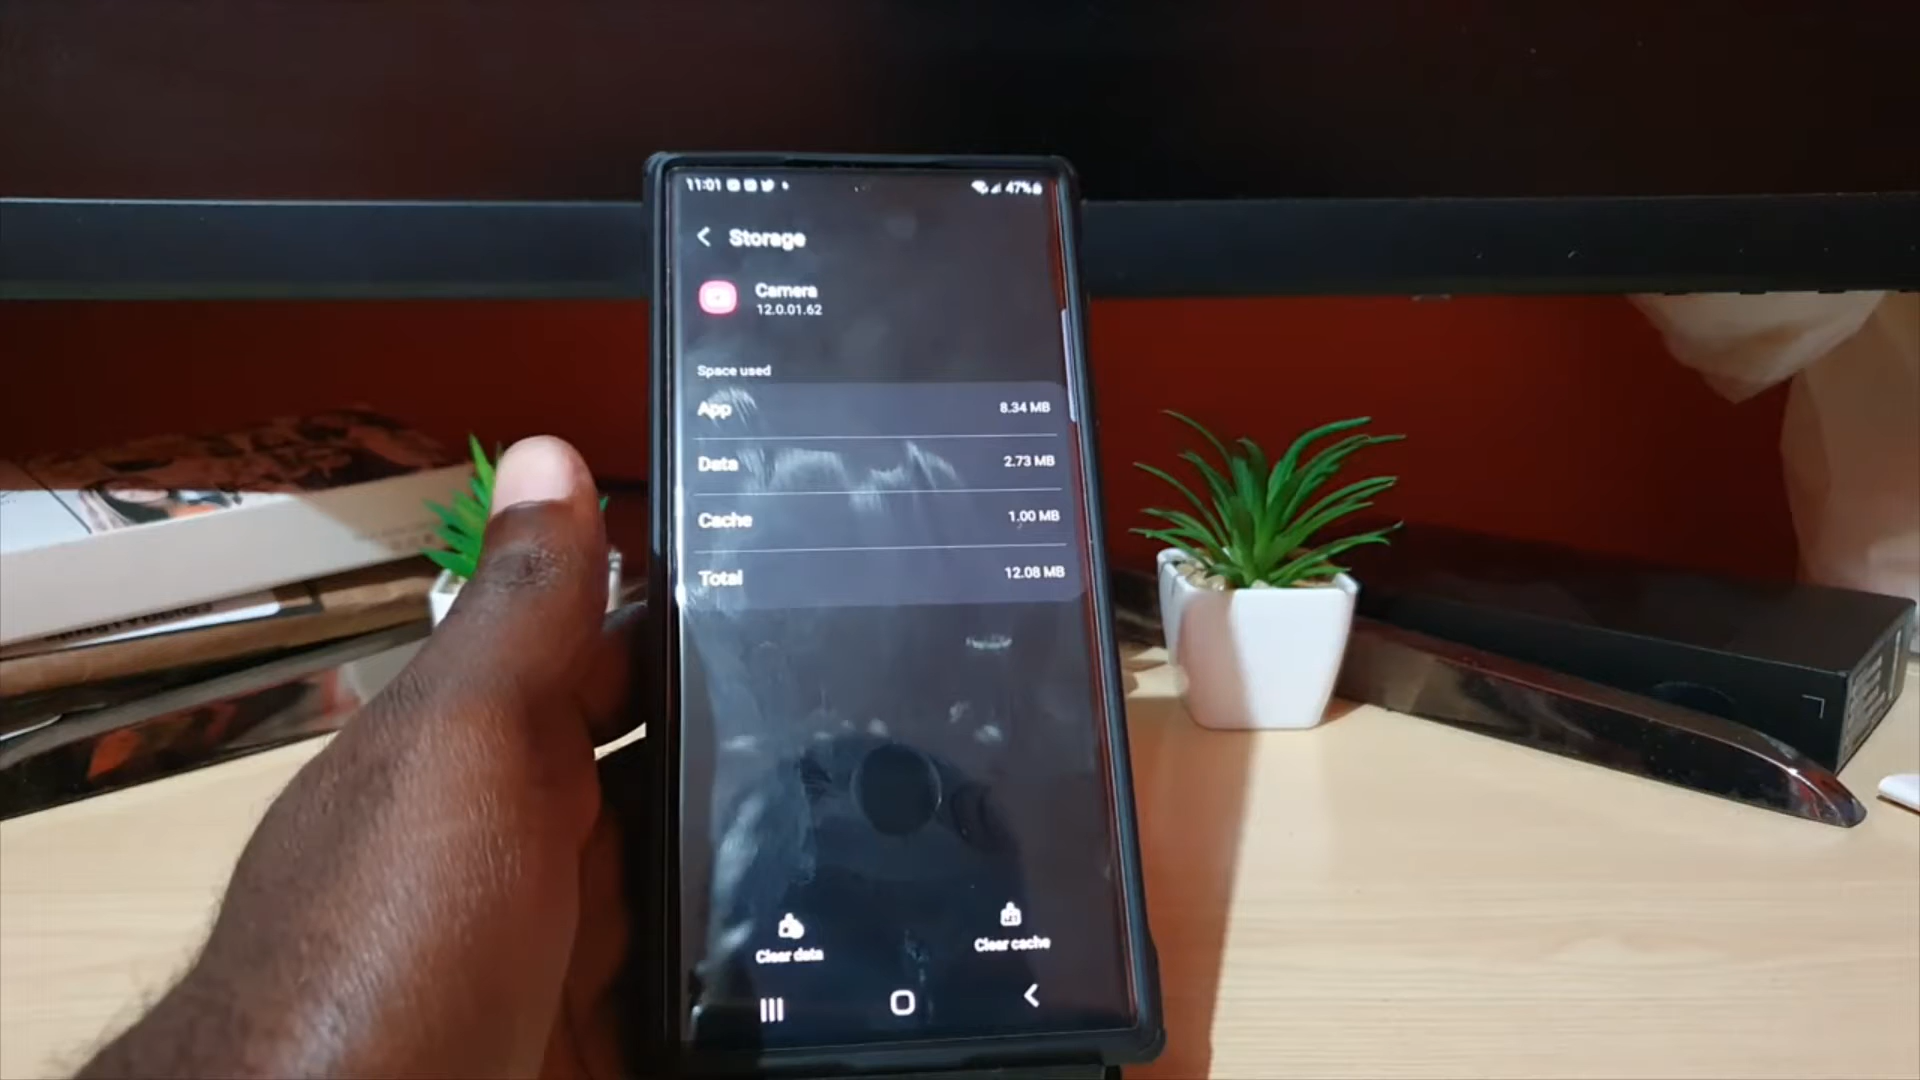 11:01 47%
Storage
Camera
12.0.01.62
Space used
App 8.34 MB
Data 2.73 MB
Cache 1.00 MB
Total 12.08 MB
Clear data Clear cache